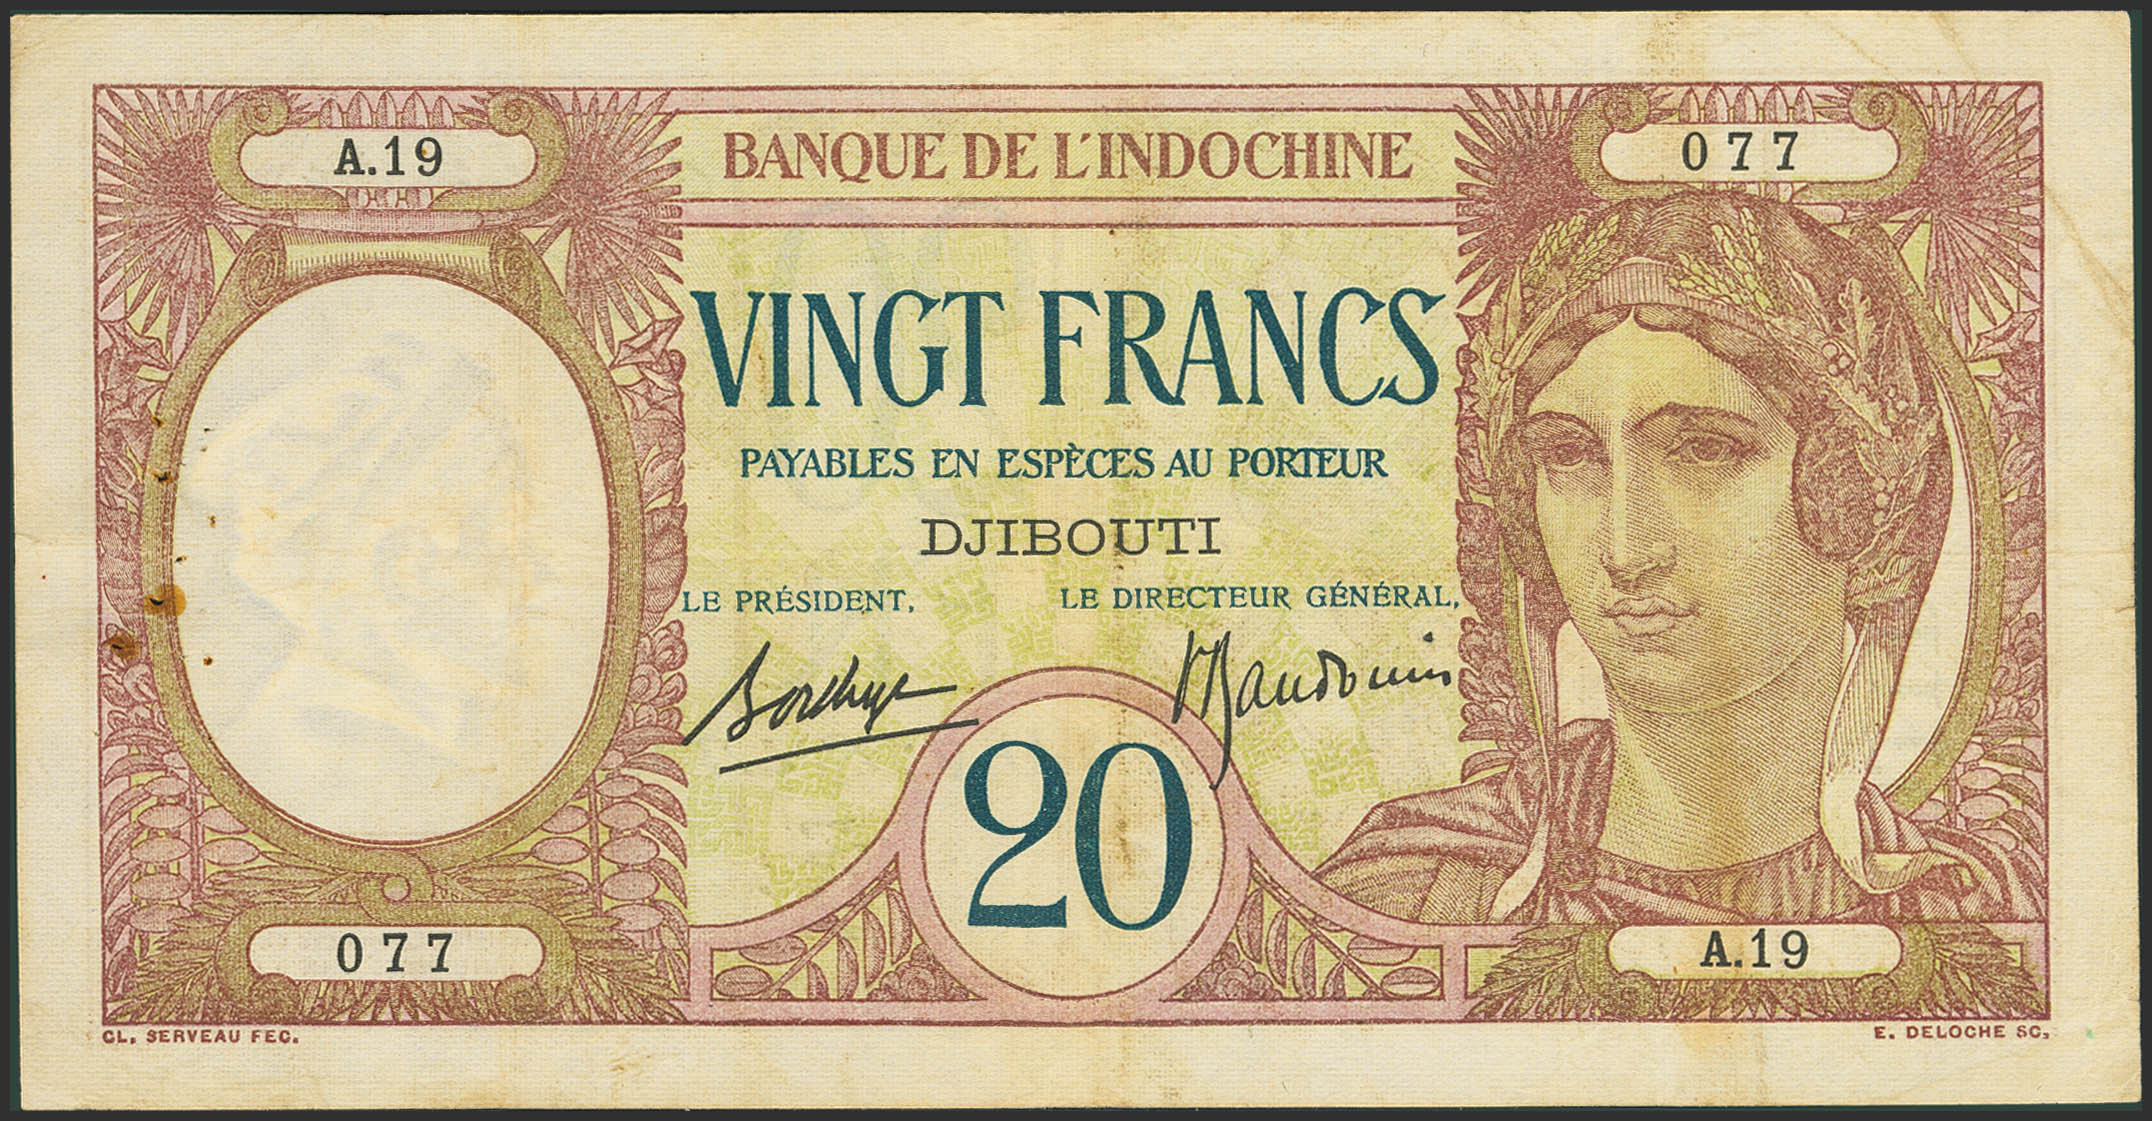 A.19
BANQUE DE L'INDOCHINE
077
VINGT FRANCS
PAYABLES EN ESPÈCES AU PORTEUR
DJIBOUTI
LE PRÉSIDENT,
LE DIRECTEUR GÉNÉRAL,
20
077
A.19
CL. SERVEAU FEC.
E. DELOCHE SC.